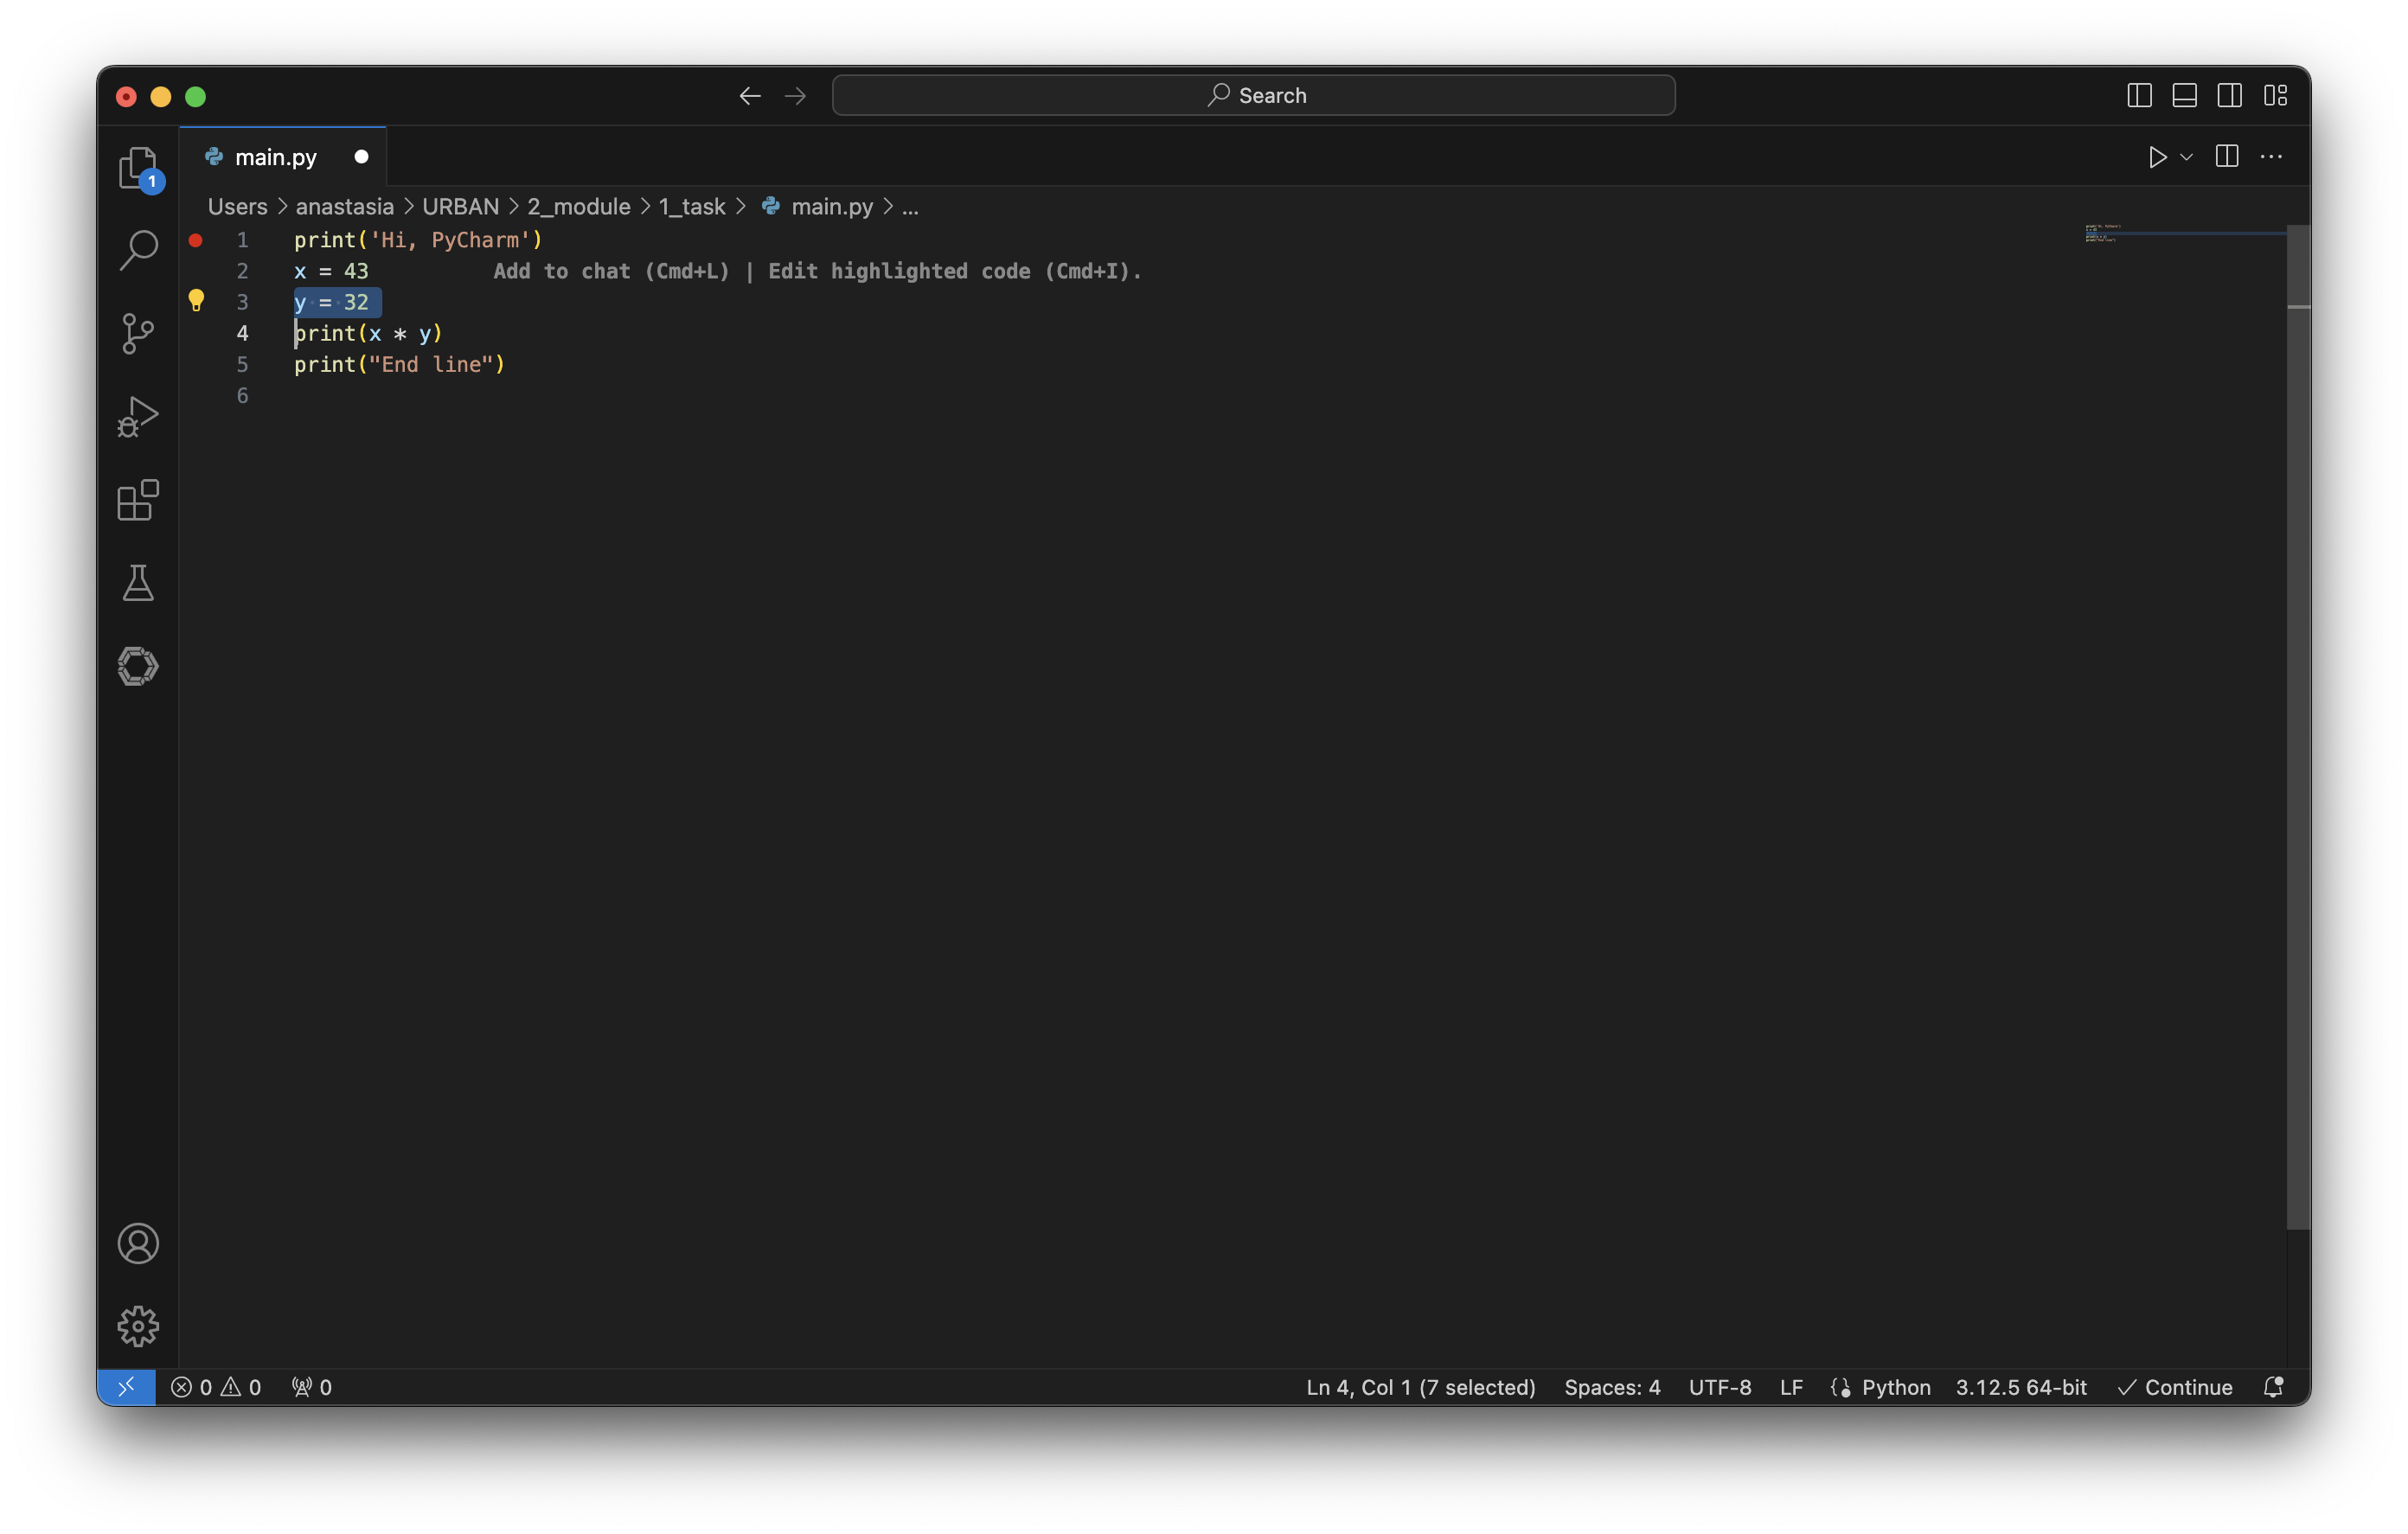 Search
main.py
1
Users > anastasia > URBAN > 2_module > 1_task > main.py > ...
1 print('Hi, PyCharm')
2 x = 43 Add to chat (Cmd+L) | Edit highlighted code (Cmd+I).
3 y = 32
4 print(x * y)
5 print("End line")
6
0 0 0 Ln 4, Col 1 (7 selected) Spaces: 4 UTF-8 LF Python 3.12.5 64-bit Continue